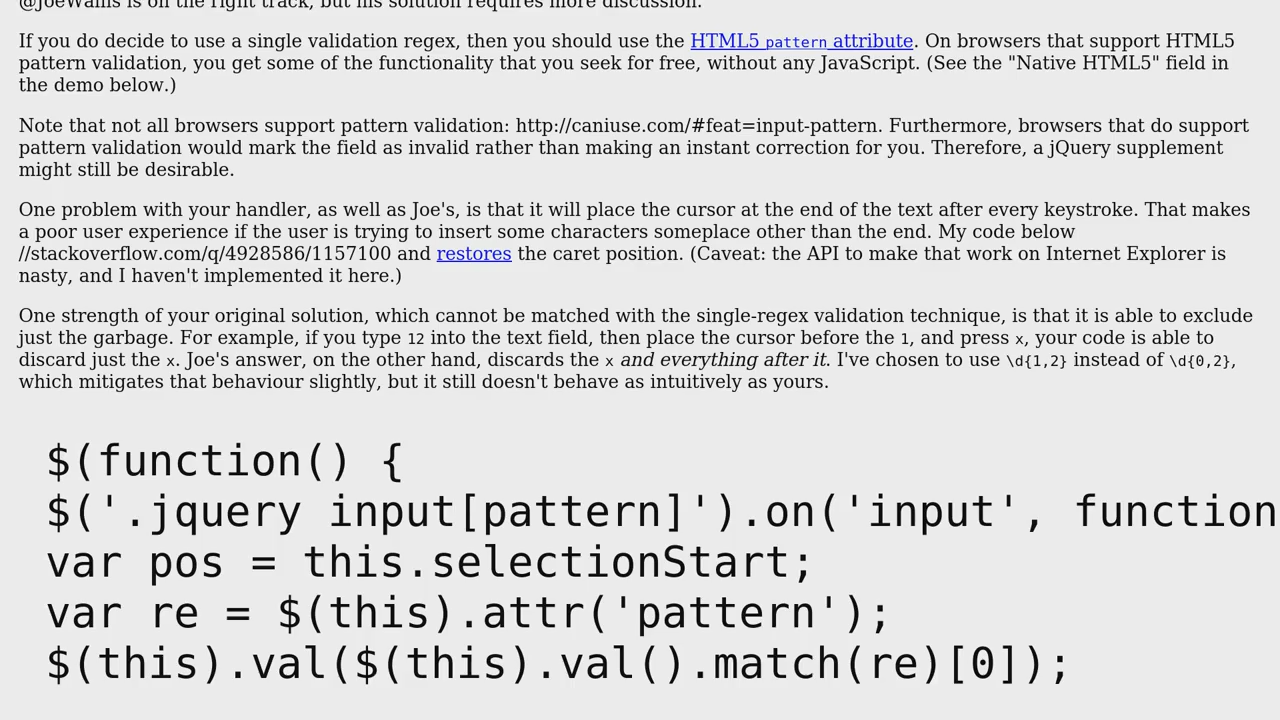 @JoeWallis is on the right track, but his solution requires more discussion.
If you do decide to use a single validation regex, then you should use the HTML5 pattern attribute. On browsers that support HTML5
pattern validation, you get some of the functionality that you seek for free, without any JavaScript. (See the "Native HTML5" field in
the demo below.)
Note that not all browsers support pattern validation: http://caniuse.com/#feat=input-pattern. Furthermore, browsers that do support
pattern validation would mark the field as invalid rather than making an instant correction for you. Therefore, a jQuery supplement
might still be desirable.
One problem with your handler, as well as Joe's, is that it will place the cursor at the end of the text after every keystroke. That makes
a poor user experience if the user is trying to insert some characters someplace other than the end. My code below
//stackoverflow.com/q/4928586/1157100 and restores the caret position. (Caveat: the API to make that work on Internet Explorer is
nasty, and I haven't implemented it here.)
One strength of your original solution, which cannot be matched with the single-regex validation technique, is that it is able to exclude
just the garbage. For example, if you type 12 into the text field, then place the cursor before the 1, and press x, your code is able to
discard just the x. Joe's answer, on the other hand, discards the x and everything after it. I've chosen to use \d{1,2} instead of \d{0,2},
which mitigates that behaviour slightly, but it still doesn't behave as intuitively as yours.
$(function() {
$('.jquery input[pattern]').on('input', function
var pos = this.selectionStart;
var re = $(this).attr('pattern');
$(this).val($(this).val().match(re)[0]);